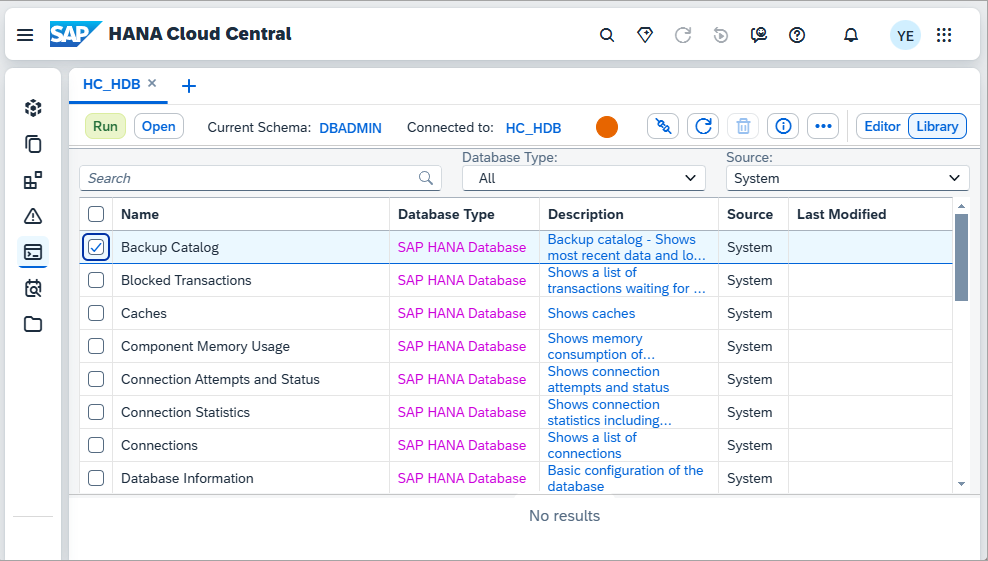 SAP HANA Cloud Central
YE
HC_HDB
Run Open Current Schema: DBADMIN Connected to: HC_HDB Editor Library
Database Type: Source:
Search All System
Name Database Type Description Source Last Modified
Backup Catalog SAP HANA Database Backup catalog - Shows most recent data and lo... System
Blocked Transactions SAP HANA Database Shows a list of transactions waiting for ... System
Caches SAP HANA Database Shows caches System
Component Memory Usage SAP HANA Database Shows memory consumption of... System
Connection Attempts and Status SAP HANA Database Shows connection attempts and status System
Connection Statistics SAP HANA Database Shows connection statistics including... System
Connections SAP HANA Database Shows a list of connections System
Database Information SAP HANA Database Basic configuration of the database System
No results